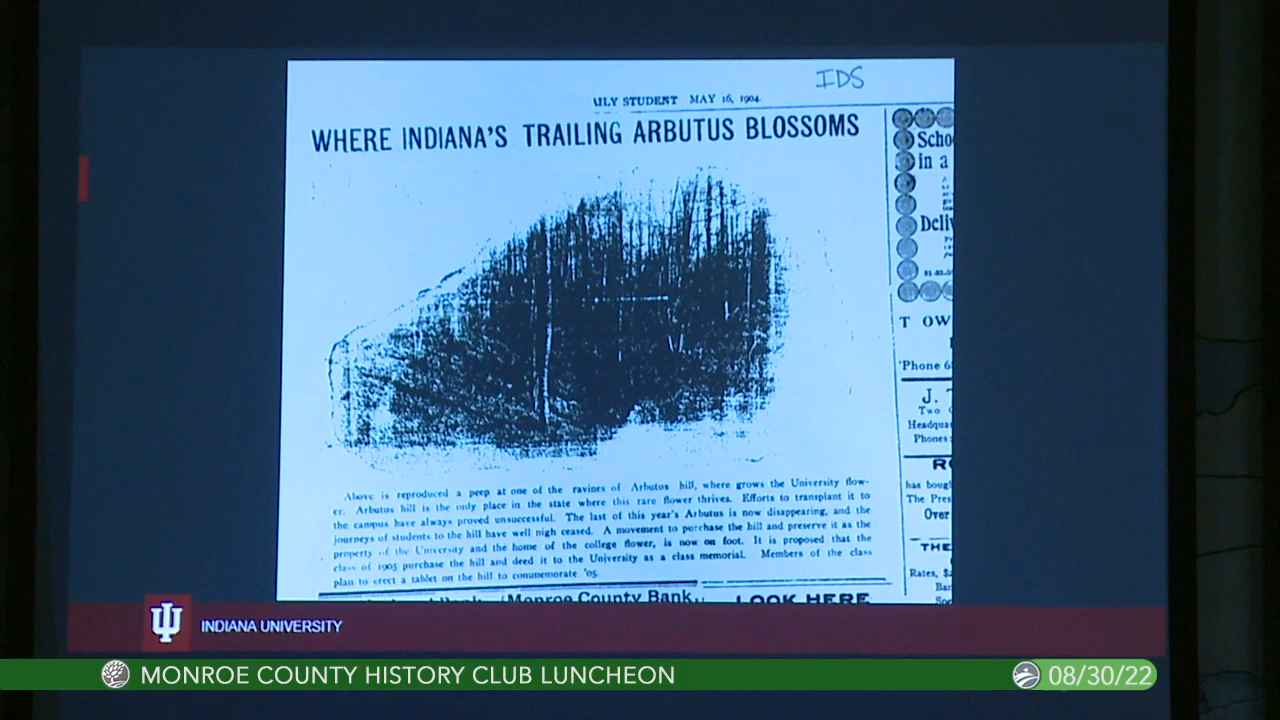 IDS
ILY STUDENT MAY 16, 1904.
WHERE INDIANA'S TRAILING ARBUTUS BLOSSOMS
Above is reproduced a peep at one of the ravines of Arbutus hill, where grows the University flow-
er. Arbutus hill is the only place in the state where this rare flower thrives. Efforts to transplant it to
the campus have always proved unsuccessful. The last of this year's Arbutus is now disappearing, and the
journeys of students to the hill have well nigh ceased. A movement to purchase the hill and preserve it as the
property of the University and the home of the college flower, is now on foot. It is proposed that the
class of 1905 purchase the hill and deed it to the University as a class memorial. Members of the class
plan to erect a tablet on the hill to commemorate '05.
Monroe County Bank
LOOK HERE
Scho
in a
Deliv
T OW
'Phone 6
J. T
Two
Headqua
Phones:
RO
has bough
The Pres
Over
THE
Rates, $2
Bar
INDIANA UNIVERSITY
MONROE COUNTY HISTORY CLUB LUNCHEON
08/30/22